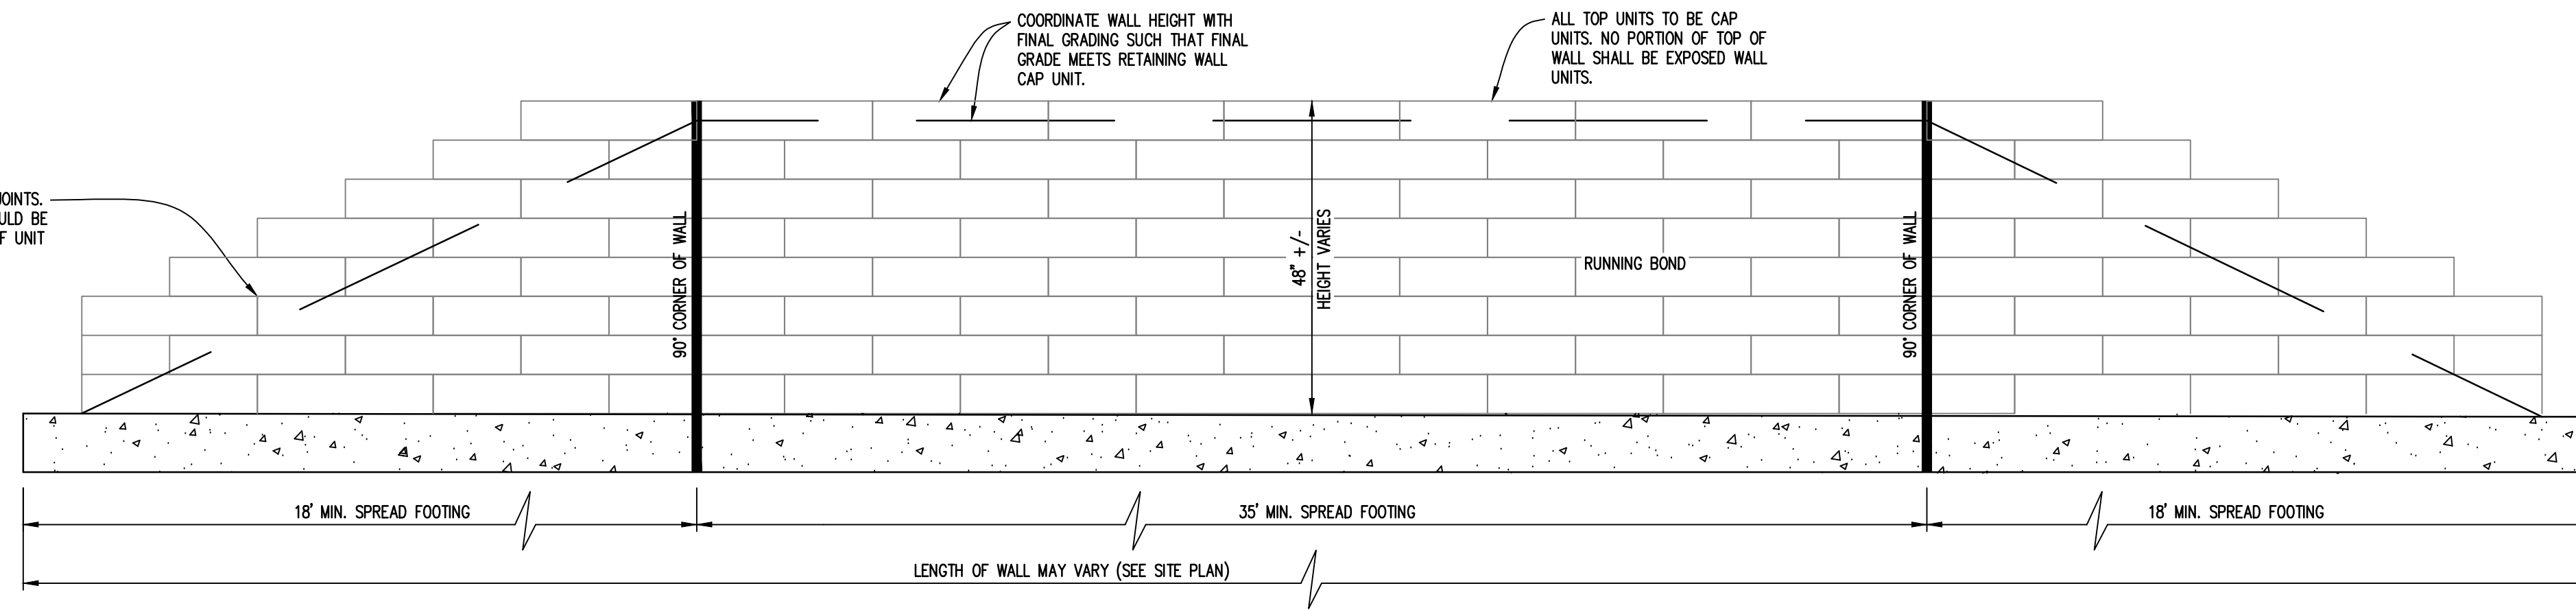 COORDINATE WALL HEIGHT WITH
FINAL GRADING SUCH THAT FINAL
GRADE MEETS RETAINING WALL
CAP UNIT.
ALL TOP UNITS TO BE CAP
UNITS. NO PORTION OF TOP OF
WALL SHALL BE EXPOSED WALL
UNITS.
JOINTS.
ULD BE
F UNIT
90° CORNER OF WALL
48" +/-
HEIGHT VARIES
RUNNING BOND
90° CORNER OF WALL
18' MIN. SPREAD FOOTING
35' MIN. SPREAD FOOTING
18' MIN. SPREAD FOOTING
LENGTH OF WALL MAY VARY (SEE SITE PLAN)